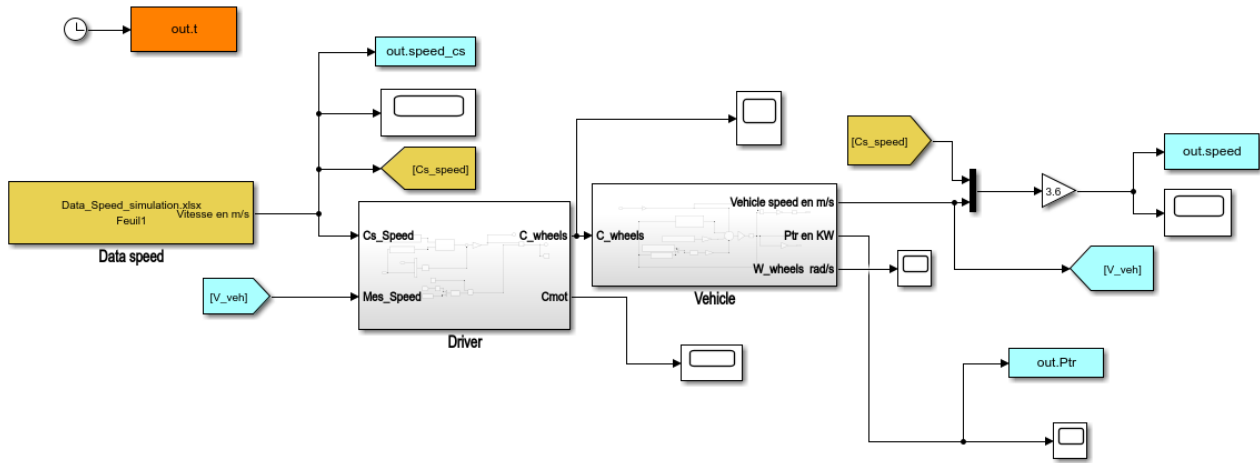 out.t
out.speed_cs
[Cs_speed]
Data_Speed_simulation.xlsx
Feuil1
Vitesse en m/s
Data speed
[V_veh]
Cs_Speed
Mes_Speed
C_wheels
Cmot
Driver
C_wheels
Vehicle speed en m/s
Ptr en KW
W_wheels rad/s
Vehicle
[Cs_speed]
3.6
out.speed
[V_veh]
out.Ptr